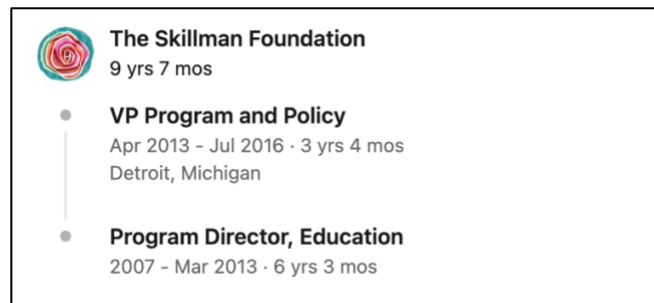 The Skillman Foundation
9 yrs 7 mos
VP Program and Policy
Apr 2013 - Jul 2016 · 3 yrs 4 mos
Detroit, Michigan
Program Director, Education
2007 - Mar 2013 · 6 yrs 3 mos